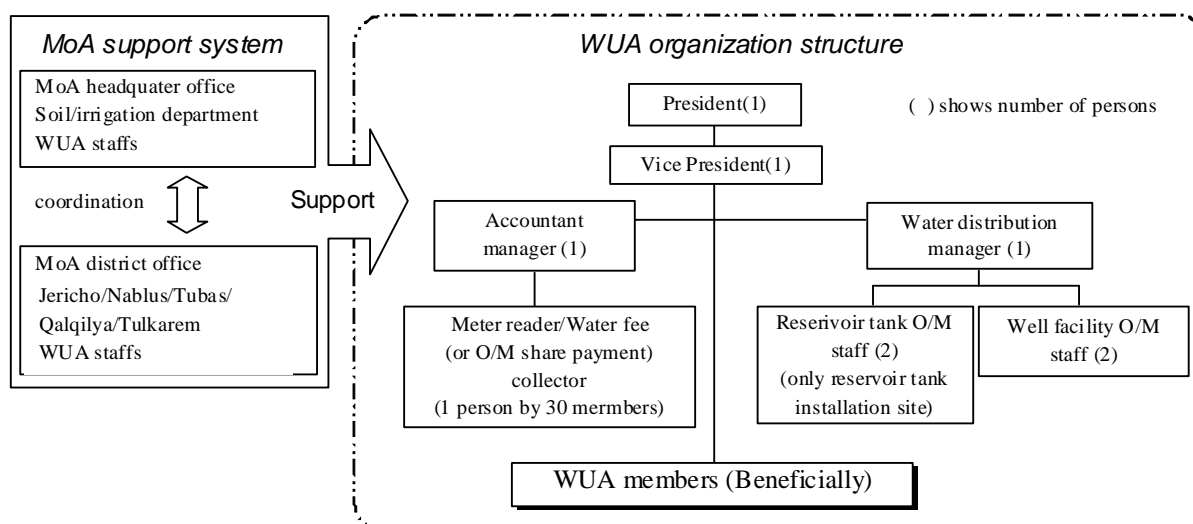 MoA support system
MoA headquater office
Soil/irrigation department
WUA staffs
coordination
MoA district office
Jericho/Nablus/Tubas/
Qalqilya/Tulkarem
WUA staffs
Support
WUA organization structure
President(1)
( ) shows number of persons
Vice President(1)
Accountant
manager (1)
Water distribution
manager (1)
Meter reader/Water fee
(or O/M share payment)
collector
(1 person by 30 mermbers)
Reserivoir tank O/M
staff (2)
(only reservoir tank
installation site)
Well facility O/M
staff (2)
WUA members (Beneficially)